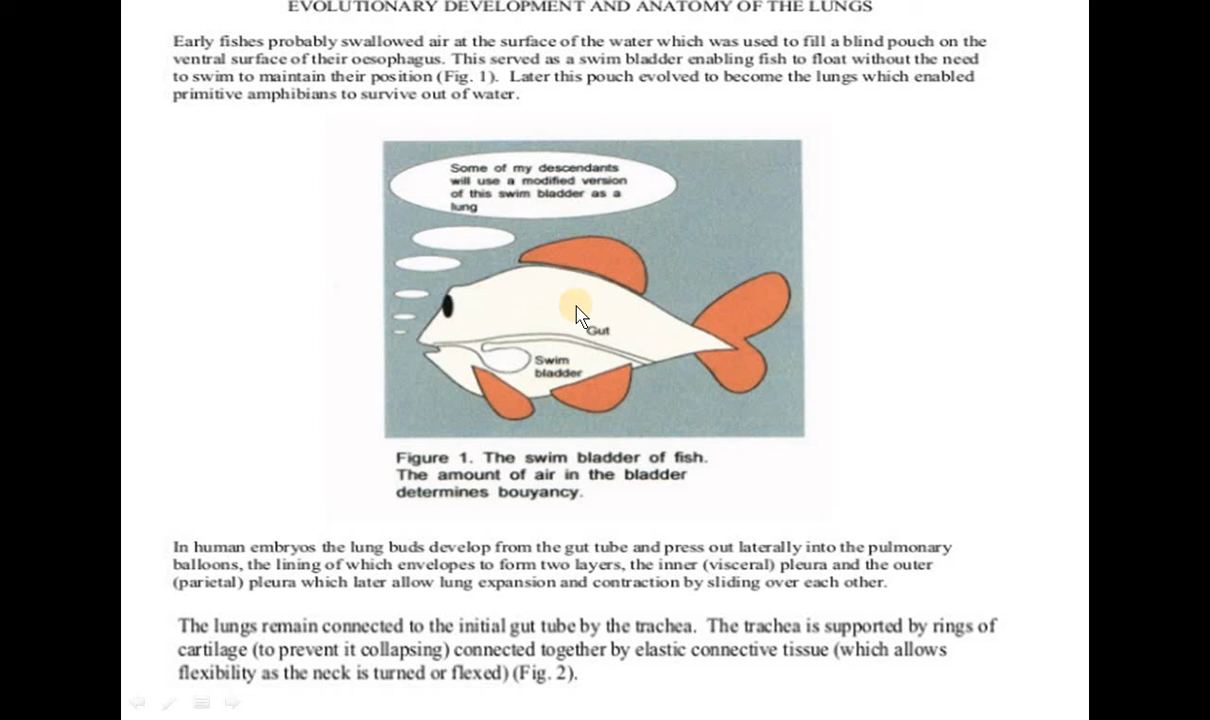 EVOLUTIONARY DEVELOPMENT AND ANATOMY OF THE LUNGS
Early fishes probably swallowed air at the surface of the water which was used to fill a blind pouch on the
ventral surface of their oesophagus. This served as a swim bladder enabling fish to float without the need
to swim to maintain their position (Fig. 1). Later this pouch evolved to become the lungs which enabled
primitive amphibians to survive out of water.
Some of my descendants
will use a modified version
of this swim bladder as a
lung
Gut
Swim
bladder
Figure 1. The swim bladder of fish.
The amount of air in the bladder
determines bouyancy.
In human embryos the lung buds develop from the gut tube and press out laterally into the pulmonary
balloons, the lining of which envelopes to form two layers, the inner (visceral) pleura and the outer
(parietal) pleura which later allow lung expansion and contraction by sliding over each other.
The lungs remain connected to the initial gut tube by the trachea. The trachea is supported by rings of
cartilage (to prevent it collapsing) connected together by elastic connective tissue (which allows
flexibility as the neck is turned or flexed) (Fig. 2).